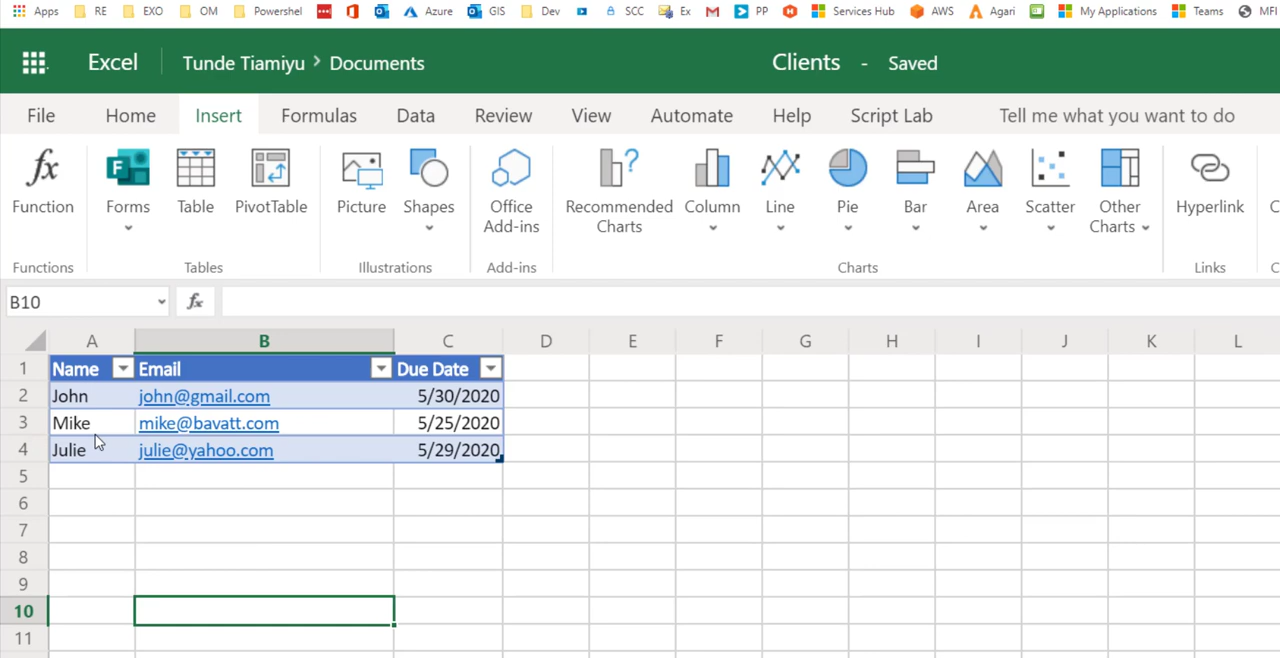 Apps RE EXO OM Powershel Azure GIS Dev SCC Ex PP Services Hub AWS Agari My Applications Teams MFI
Excel Tunde Tiamiyu > Documents Clients - Saved
File Home Insert Formulas Data Review View Automate Help Script Lab Tell me what you want to do
fx F ?
Function Forms Table PivotTable Picture Shapes Office Recommended Column Line Pie Bar Area Scatter Other Hyperlink C
Add-ins Charts Charts
Functions Tables Illustrations Add-ins Charts Links C
B10 fx
A B C D E F G H I J K L
1 Name Email Due Date
2 John john@gmail.com 5/30/2020
3 Mike mike@bavatt.com 5/25/2020
4 Julie julie@yahoo.com 5/29/2020
5
6
7
8
9
10
11